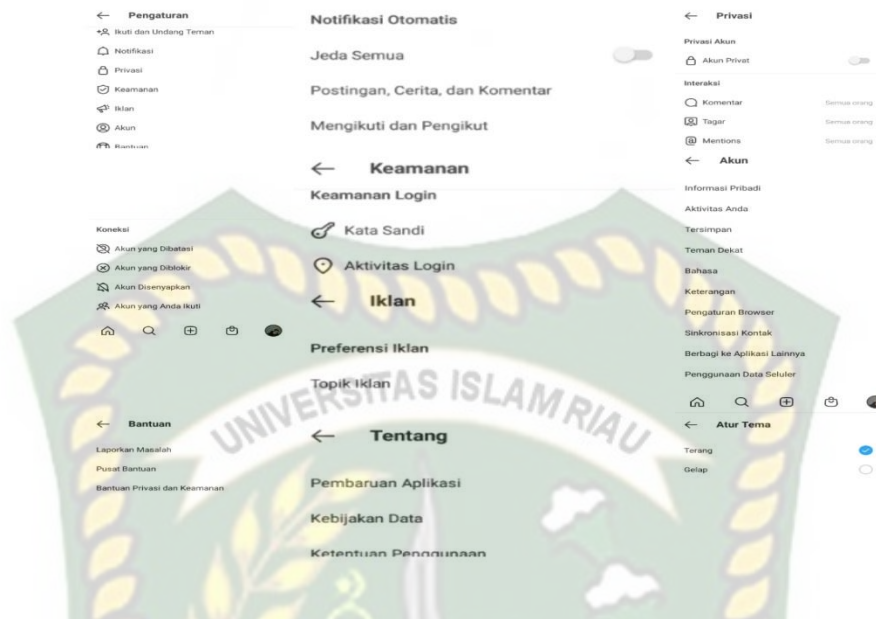 Pengaturan
Ikuti dan Undang Teman
Notifikasi
Privasi
Keamanan
Iklan
Akun
Bantuan
Koneksi
Akun yang Dibatasi
Akun yang Diblokir
Akun Disenyapkan
Akun yang Anda Ikuti
Bantuan
Laporkan Masalah
Pusat Bantuan
Bantuan Privasi dan Keamanan
Notifikasi Otomatis
Jeda Semua
Postingan, Cerita, dan Komentar
Mengikuti dan Pengikut
Keamanan
Keamanan Login
Kata Sandi
Aktivitas Login
Iklan
Preferensi Iklan
Topik Iklan
Tentang
Pembaruan Aplikasi
Kebijakan Data
Ketentuan Penggunaan
Privasi
Privasi Akun
Akun Privat
Interaksi
Komentar Semua orang
Tagar Semua orang
Mentions Semua orang
Akun
Informasi Pribadi
Aktivitas Anda
Tersimpan
Teman Dekat
Bahasa
Keterangan
Pengaturan Browser
Sinkronisasi Kontak
Berbagi ke Aplikasi Lainnya
Penggunaan Data Seluler
Atur Tema
Terang
Gelap
UNIVERSITAS ISLAM RIAU